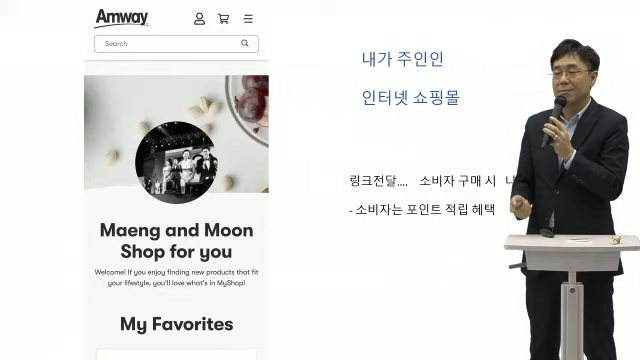 Amway
Search
Maeng and Moon
Shop for you
Welcome! If you enjoy finding new products that fit
your lifestyle, you'll love what's in MyShop!
My Favorites
내가 주인인
인터넷 쇼핑몰
링크전달.... 소비자 구매 시
- 소비자는 포인트 적립 혜택